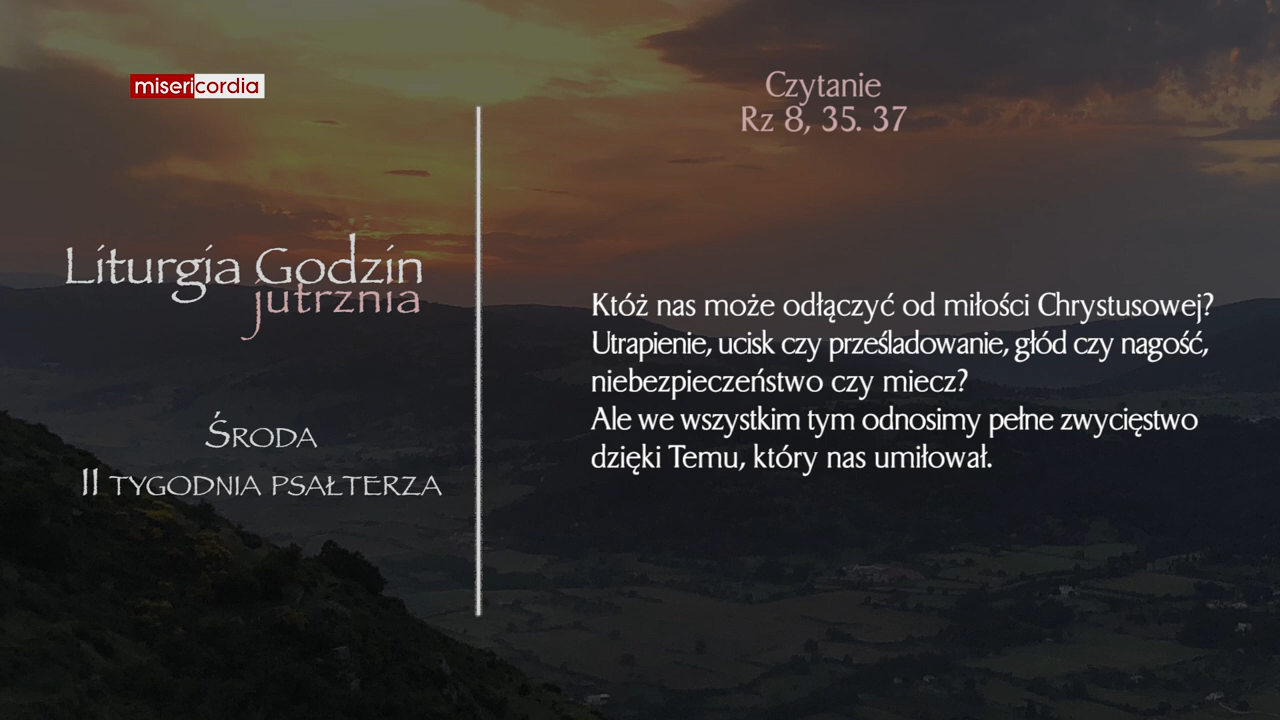 misericordia
Liturgia Godzin
jutrznia
Środa
II tygodnia psałterza
Czytanie
Rz 8, 35. 37
Któż nas może odłączyć od miłości Chrystusowej?
Utrapienie, ucisk czy prześladowanie, głód czy nagość,
niebezpieczeństwo czy miecz?
Ale we wszystkim tym odnosimy pełne zwycięstwo
dzięki Temu, który nas umiłował.